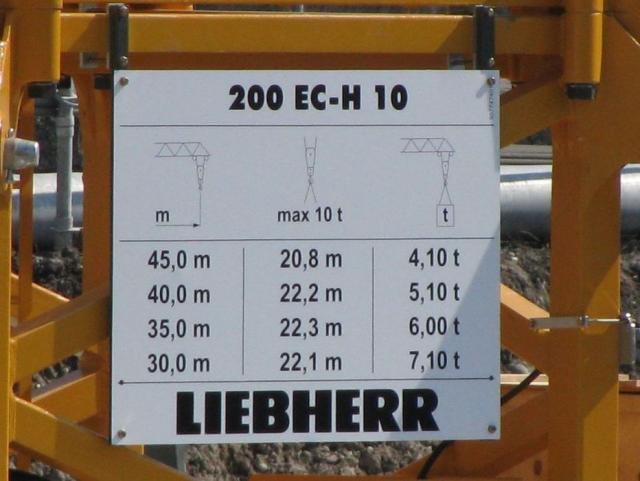 200 EC-H 10
m max 10 t t
45,0 m 20,8 m 4,10 t
40,0 m 22,2 m 5,10 t
35,0 m 22,3 m 6,00 t
30,0 m 22,1 m 7,10 t
LIEBHERR